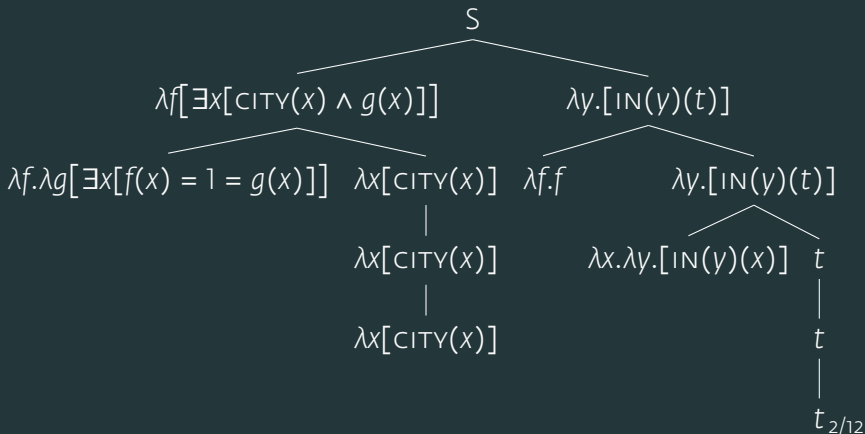 S
λf[∃x[CITY(x) ∧ g(x)]] λy.[IN(y)(t)]
λf.λg[∃x[f(x) = 1 = g(x)]] λx[CITY(x)] λf.f λy.[IN(y)(t)]
λx[CITY(x)] λx.λy.[IN(y)(x)] t
λx[CITY(x)] t
t 2/12